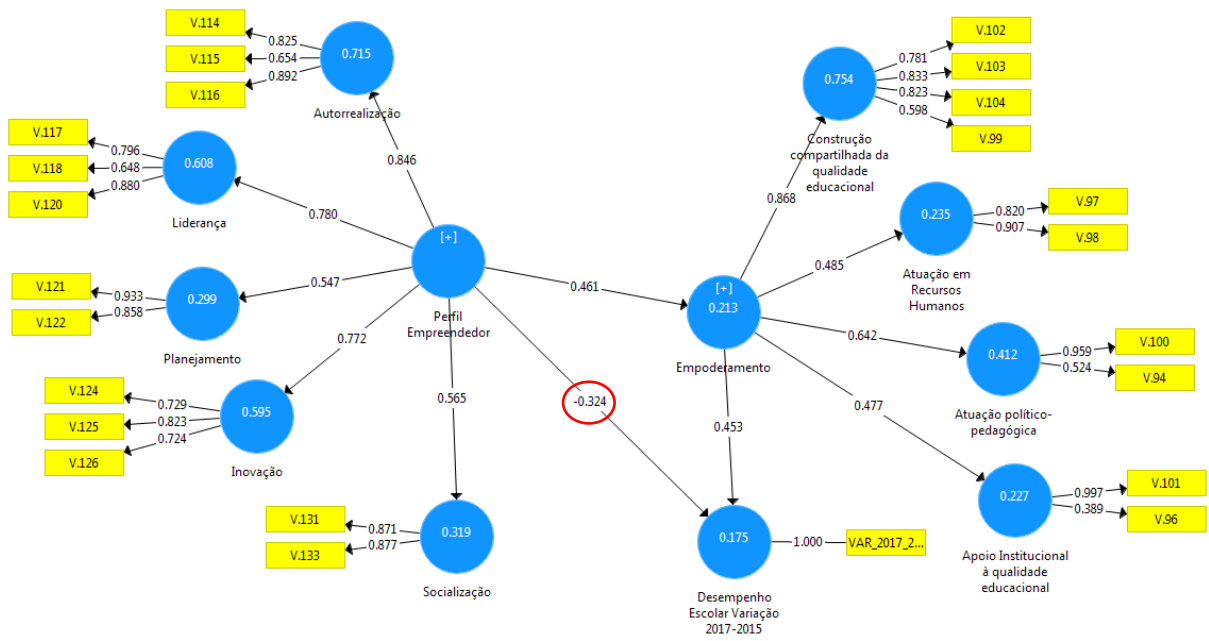 V.114
V.115
V.116
0.825
0.654
0.892
0.715
Autorrealização
0.846
V.117
V.118
V.120
0.796
0.648
0.880
0.608
Liderança
0.780
V.121
V.122
0.933
0.858
0.299
Planejamento
0.547
V.124
V.125
V.126
0.729
0.823
0.724
0.595
Inovação
0.772
V.131
V.133
0.871
0.877
0.319
Socialização
0.565
[+]
Perfil
Empreendedor
0.461
-0.324
[+]
0.213
Empoderamento
0.453
0.175
1.000
VAR_2017_2...
Desempenho
Escolar Variação
2017-2015
0.868
0.754
Construção
compartilhada da
qualidade
educacional
0.781
0.833
0.823
0.598
V.102
V.103
V.104
V.99
0.485
0.235
Atuação em
Recursos
Humanos
0.820
0.907
V.97
V.98
0.642
0.412
Atuação político-
pedagógica
0.959
0.524
V.100
V.94
0.477
0.227
Apoio Institucional
à qualidade
educacional
0.997
0.389
V.101
V.96